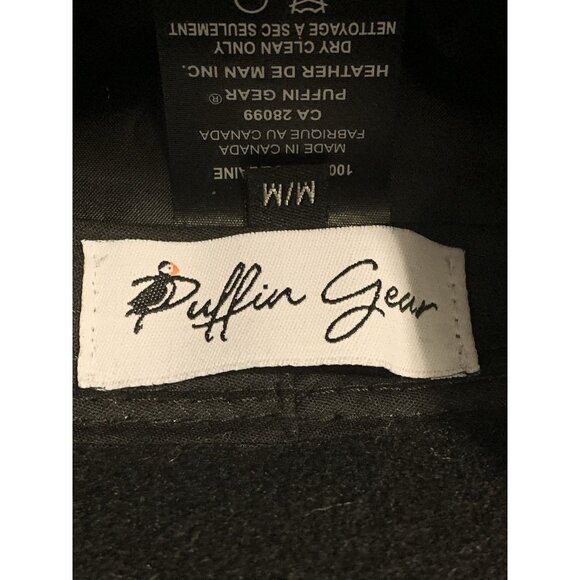 100
MADE IN CANADA
FABRIQUE AU CANADA
CA 28099
PUFFIN GEAR®
HEATHER DE MAN INC.
DRY CLEAN ONLY
NETTOYAGE À SEC SEULEMENT
M/M
Puffin Gear